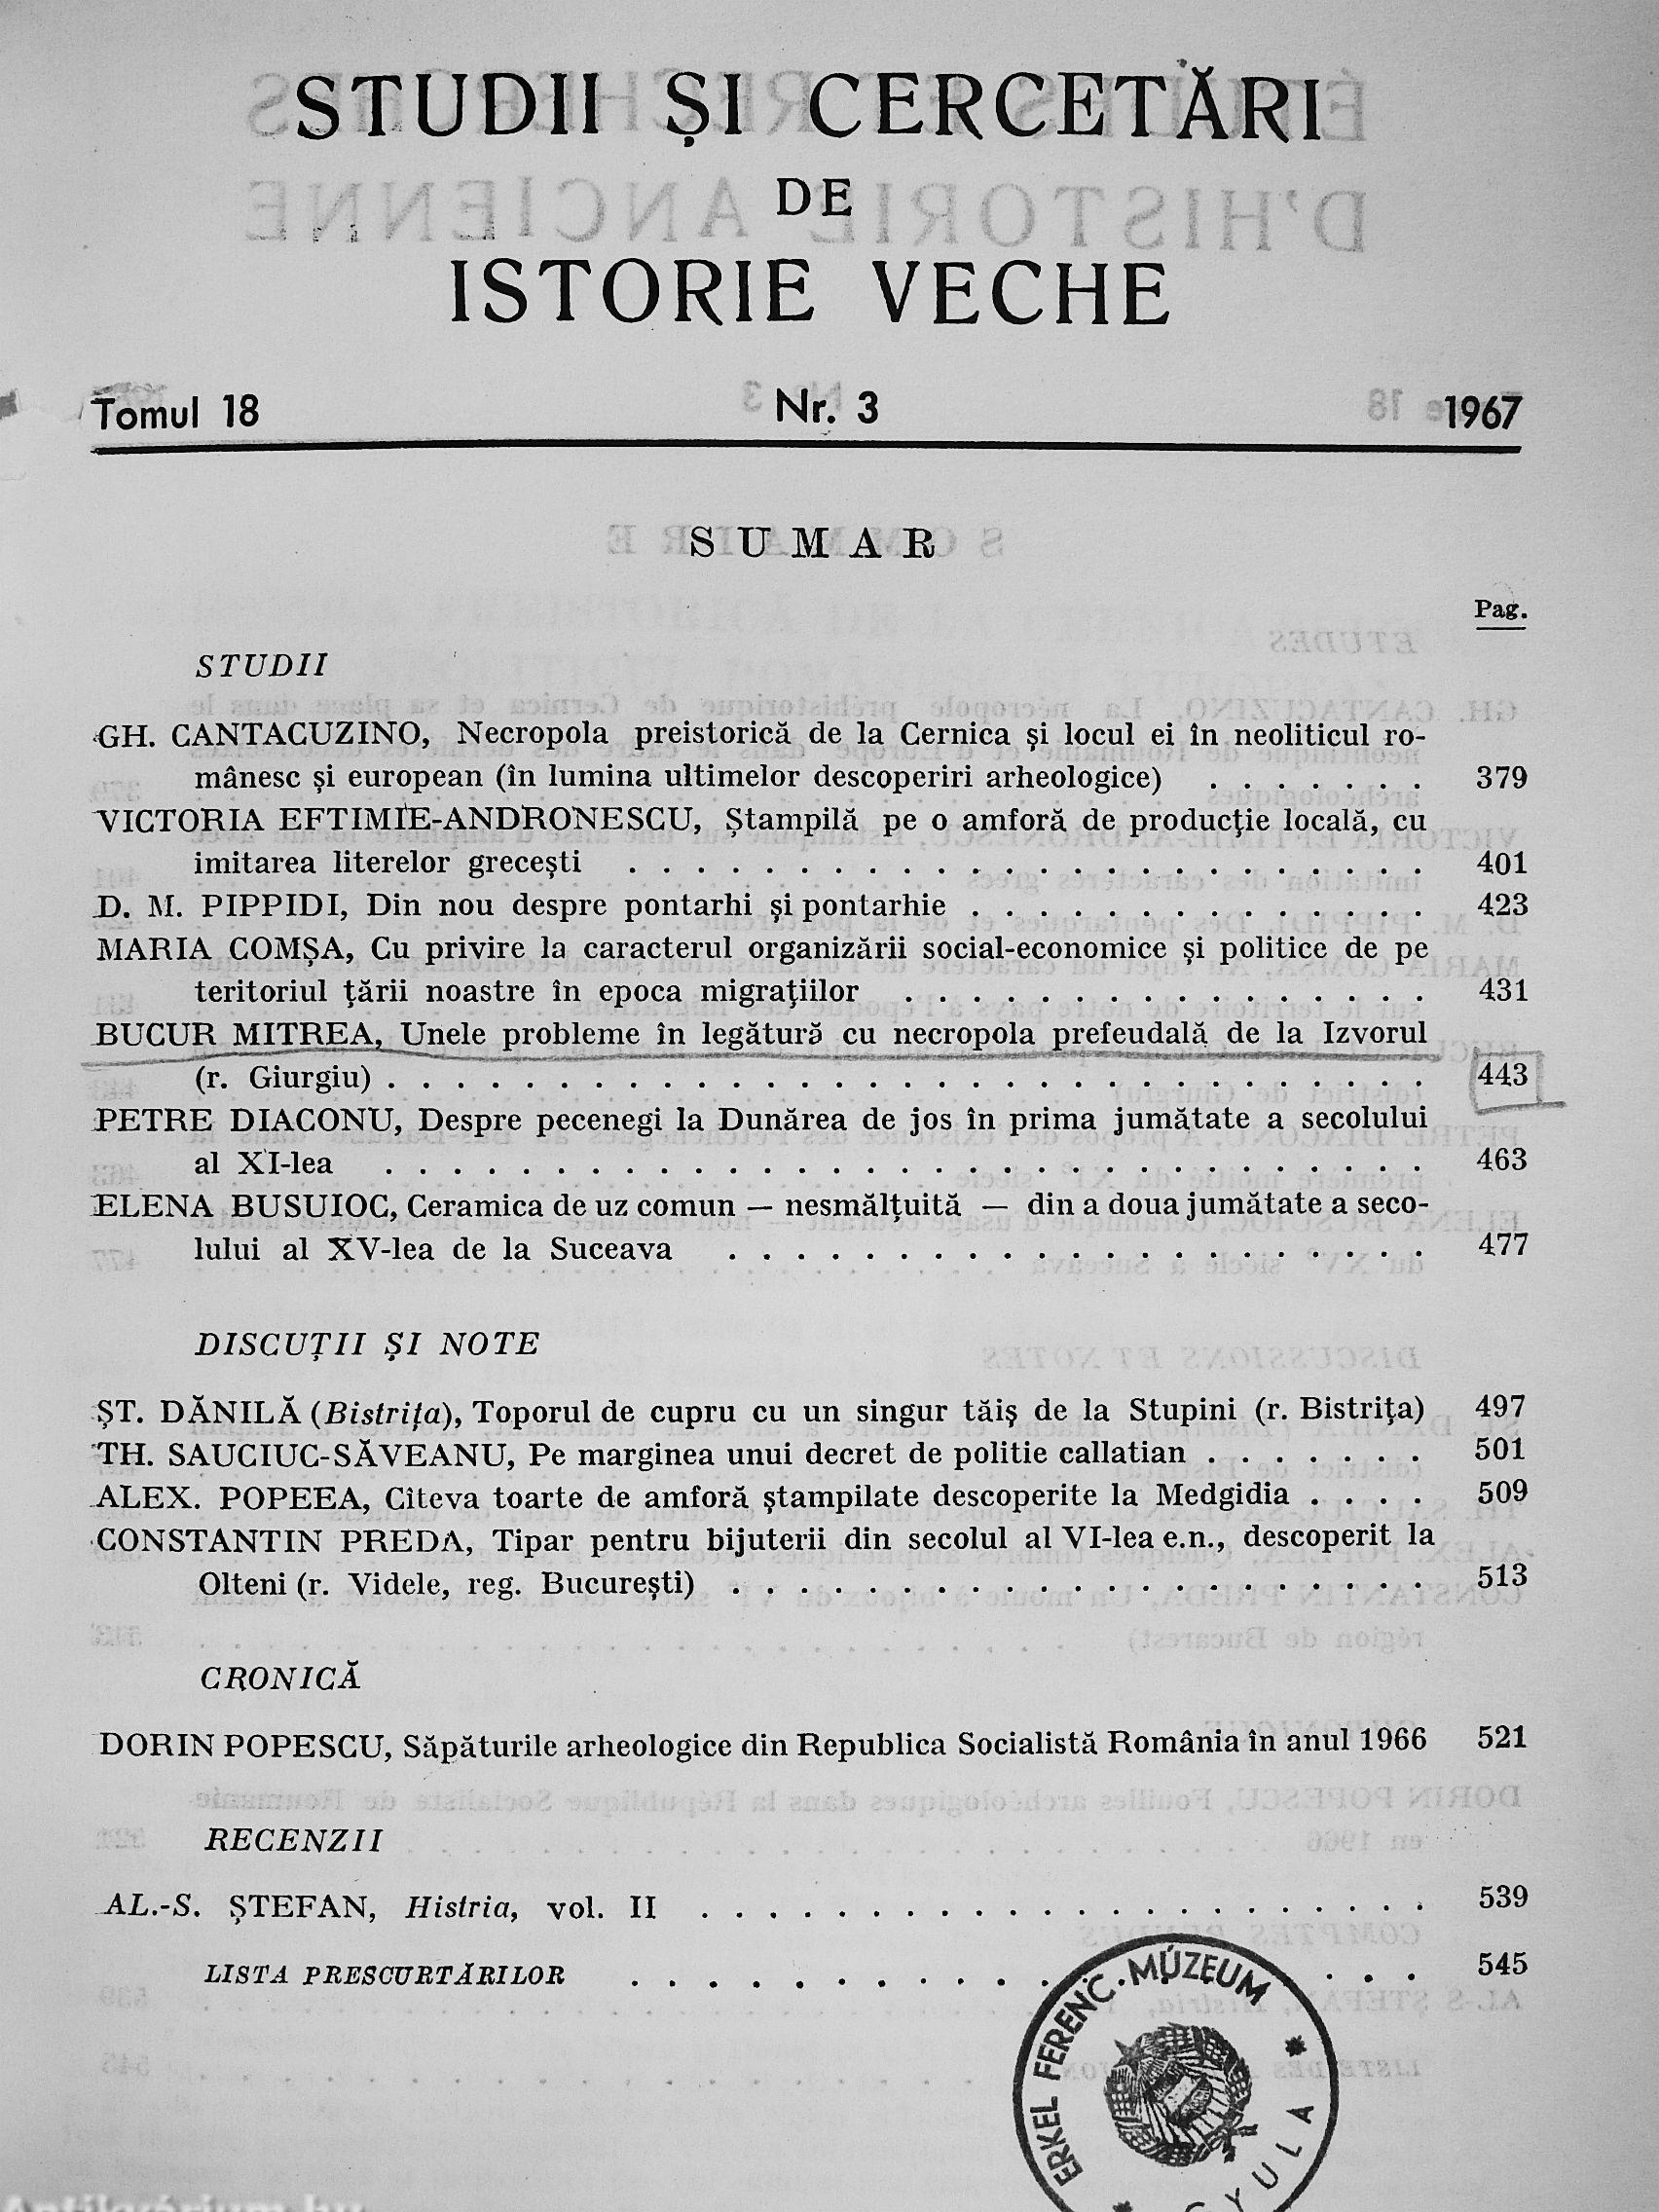 STUDII ȘI CERCETĂRI
DE
ISTORIE VECHE
Tomul 18 Nr. 3 1967
SUMAR
Pag.
STUDII
GH. CANTACUZINO, Necropola preistorică de la Cernica și locul ei în neoliticul ro-
mânesc și european (în lumina ultimelor descoperiri arheologice) . . . . . . . 379
VICTORIA EFTIMIE-ANDRONESCU, Ștampilă pe o amforă de producție locală, cu
imitarea literelor grecești . . . . . . . . . . . . . . . . . . . . . . . . 401
D. M. PIPPIDI, Din nou despre pontarhi și pontarhie . . . . . . . . . . . . . . 423
MARIA COMȘA, Cu privire la caracterul organizării social-economice și politice de pe
teritoriul țării noastre în epoca migrațiilor . . . . . . . . . . . . . . . . 431
BUCUR MITREA, Unele probleme în legătură cu necropola prefeudală de la Izvorul
(r. Giurgiu) . . . . . . . . . . . . . . . . . . . . . . . . . . . . . . . 443
PETRE DIACONU, Despre pecenegi la Dunărea de jos în prima jumătate a secolului
al XI-lea . . . . . . . . . . . . . . . . . . . . . . . . . . . . . . . 463
ELENA BUSUIOC, Ceramica de uz comun — nesmălțuită — din a doua jumătate a seco-
lului al XV-lea de la Suceava . . . . . . . . . . . . . . . . . . . . . 477
DISCUȚII ȘI NOTE
ȘT. DĂNILĂ (Bistrița), Toporul de cupru cu un singur tăiș de la Stupini (r. Bistrița) 497
TH. SAUCIUC-SĂVEANU, Pe marginea unui decret de politie callatian . . . . . . . 501
ALEX. POPEEA, Cîteva toarte de amforă ștampilate descoperite la Medgidia . . . . 509
CONSTANTIN PREDA, Tipar pentru bijuterii din secolul al VI-lea e.n., descoperit la
Olteni (r. Videle, reg. București) . . . . . . . . . . . . . . . . . . . . . 513
CRONICĂ
DORIN POPESCU, Săpăturile arheologice din Republica Socialistă România în anul 1966 521
RECENZII
AL.-S. ȘTEFAN, Histria, vol. II . . . . . . . . . . . . . . . . . . . . . . 539
LISTA PRESCURTĂRILOR . . . . . . . . . . . . . . . . 545
ERKEL FERENC MÚZEUM
GYULA